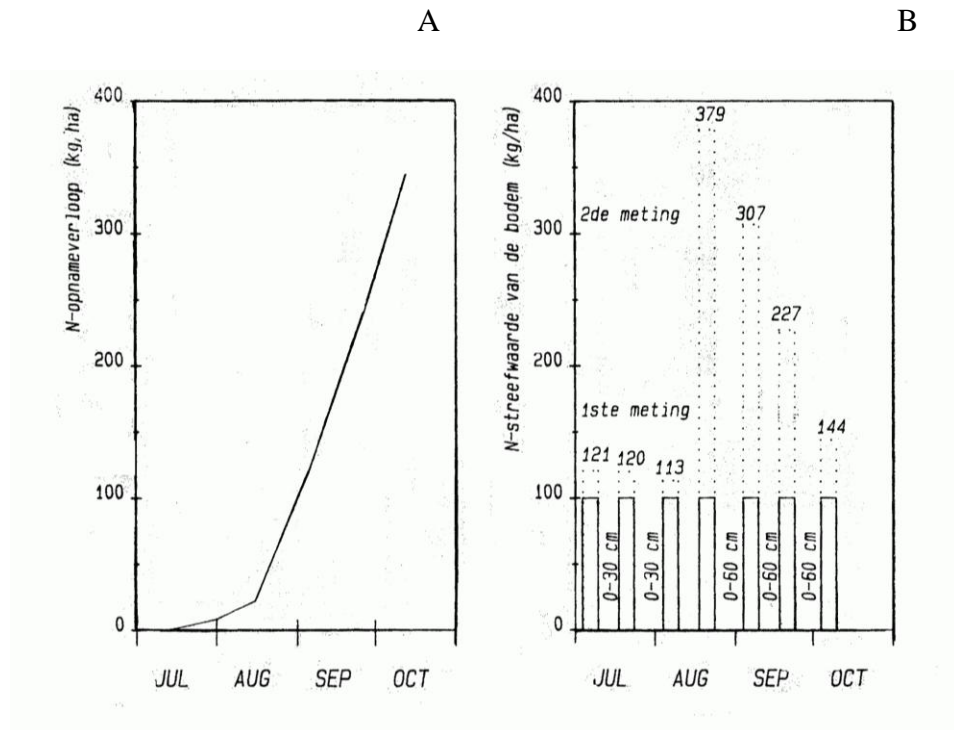 A
B
N-opnameverloop (kg/ha)
400
300
200
100
0
JUL AUG SEP OCT
N-streefwaarde van de bodem (kg/ha)
400
300
200
100
0
379
2de meting
307
227
1ste meting
144
121 120 113
0-30 cm
0-30 cm
0-60 cm
0-60 cm
0-60 cm
JUL AUG SEP OCT